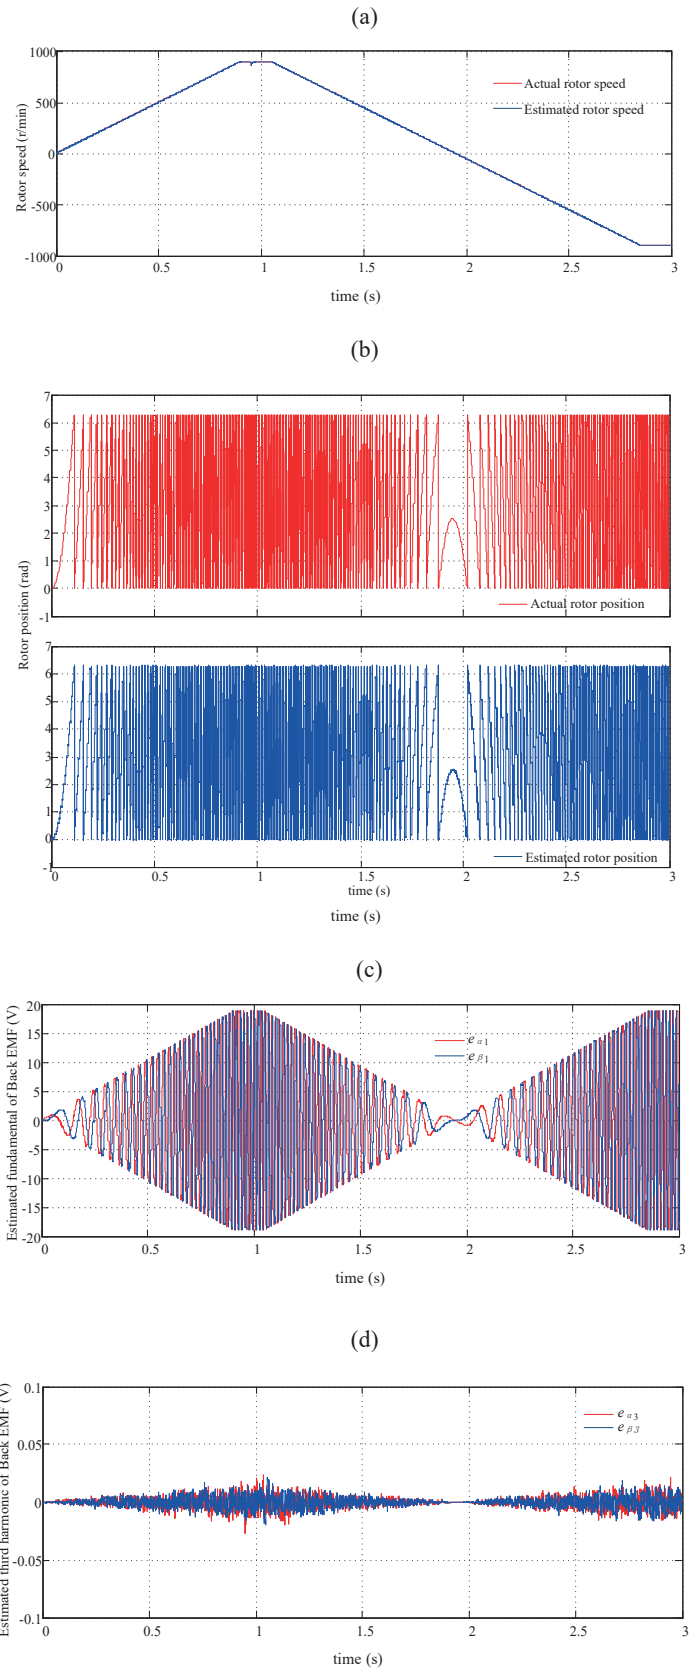 (a)
Rotor speed (r/min)
1000
500
0
-500
-1000
Actual rotor speed
Estimated rotor speed
0 0.5 1 1.5 2 2.5 3
time (s)
(b)
Rotor position (rad)
7
6
5
4
3
2
1
0
-1
Actual rotor position
7
6
5
4
3
2
1
0
-1
Estimated rotor position
0 0.5 1 1.5 2 2.5 3
time (s)
time (s)
(c)
Estimated fundamental of Back EMF (V)
20
15
10
5
0
-5
-10
-15
-20
e α1
e β1
0 0.5 1 1.5 2 2.5 3
time (s)
(d)
Estimated third harmonic of Back EMF (V)
0.1
0.05
0
-0.05
-0.1
e α3
e β3
0 0.5 1 1.5 2 2.5 3
time (s)